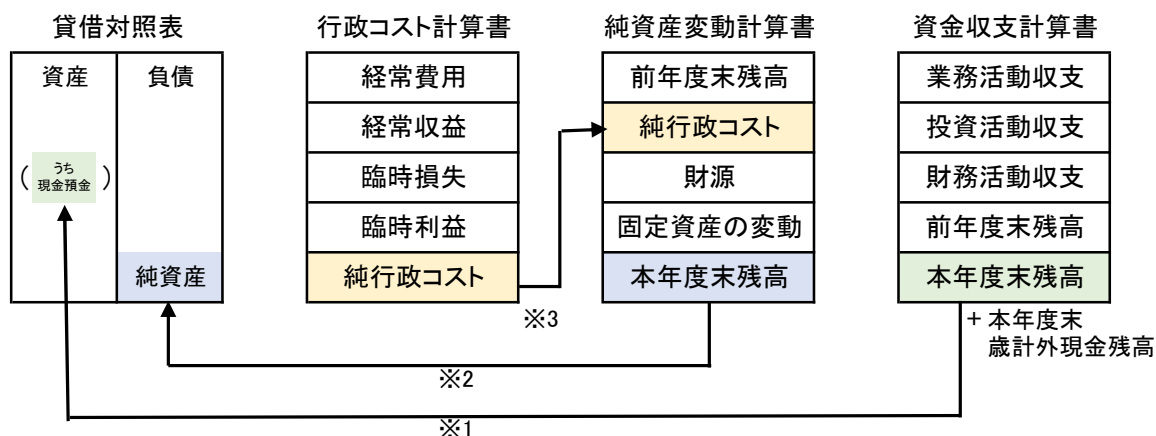 貸借対照表
資産
負債
(うち
現金預金)
純資産
行政コスト計算書
経常費用
経常収益
臨時損失
臨時利益
純行政コスト
純資産変動計算書
前年度末残高
純行政コスト
財源
固定資産の変動
本年度末残高
資金収支計算書
業務活動収支
投資活動収支
財務活動収支
前年度末残高
本年度末残高
+本年度末
歳計外現金残高
※3
※2
※1